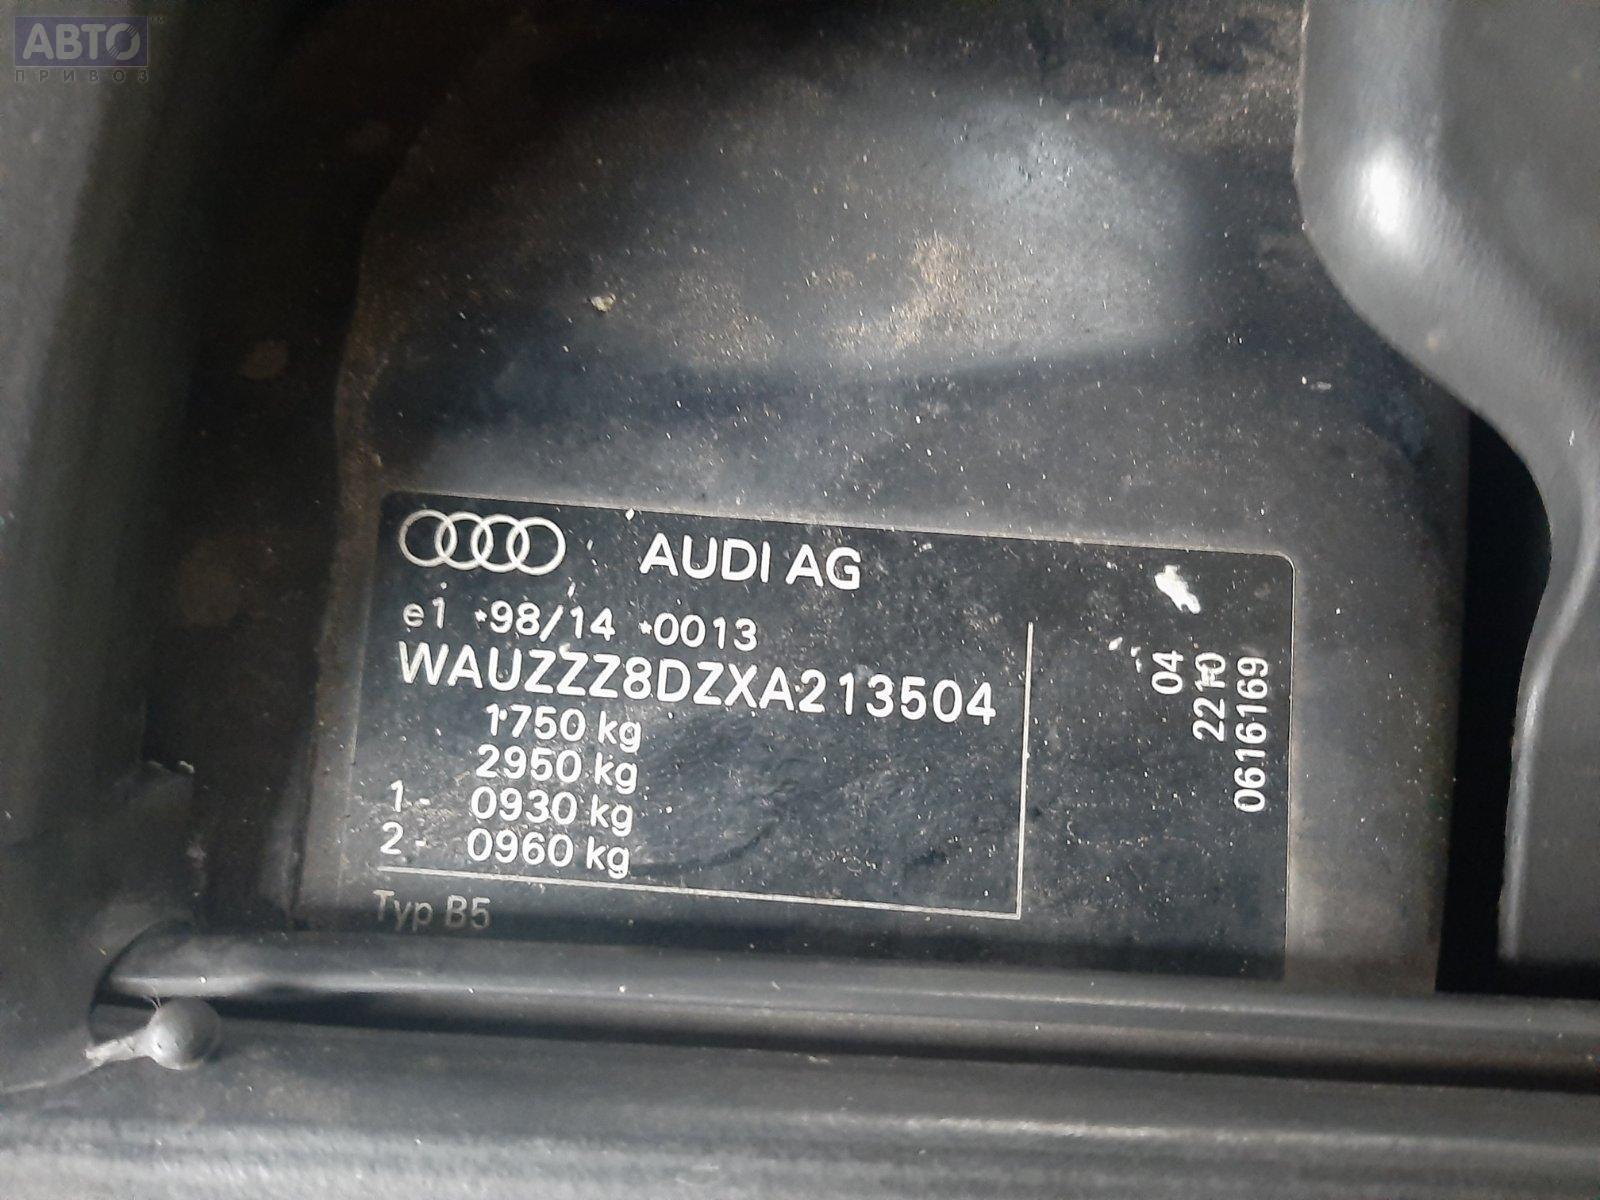 АВТО
ПРИВОЗ
AUDI AG
e1 *98/14 *0013
WAUZZZ8DZXA213504
1750 kg
2950 kg
1- 0930 kg
2- 0960 kg
Typ B5
04
2210
0616169